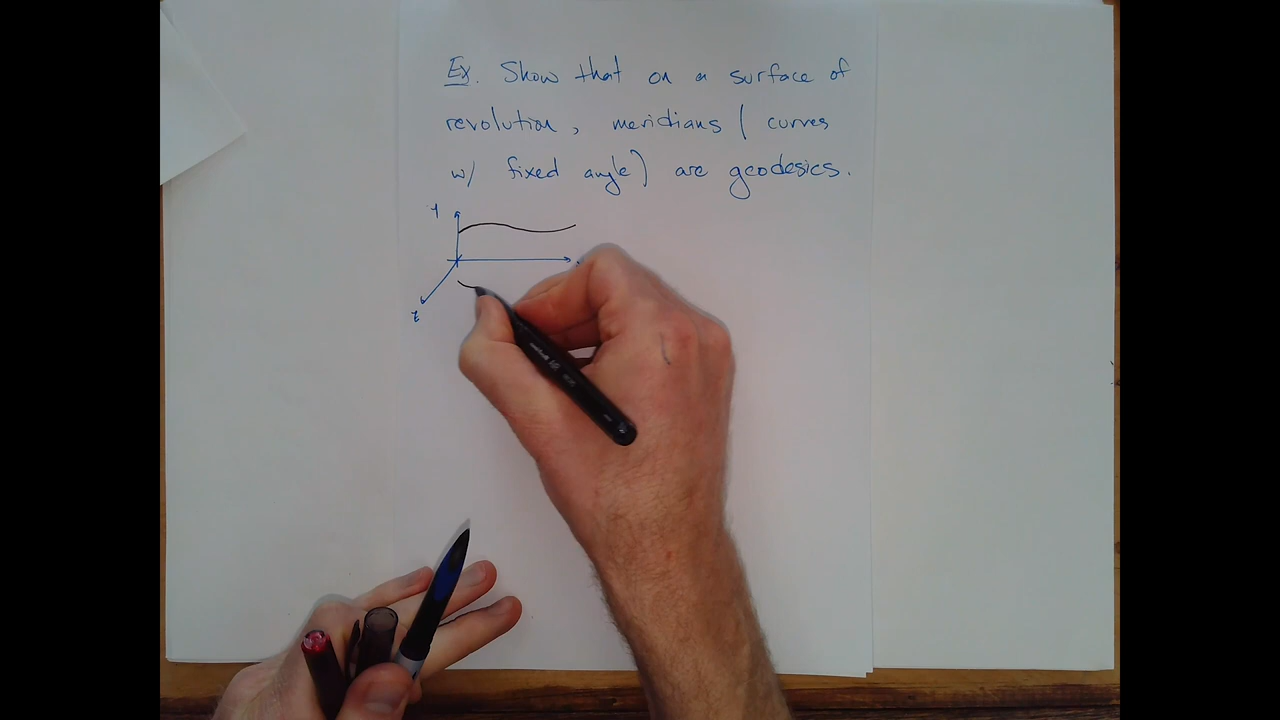 Ex. Show that on a surface of
revolution, meridians (curves
w/ fixed angle) are geodesics.
y
z